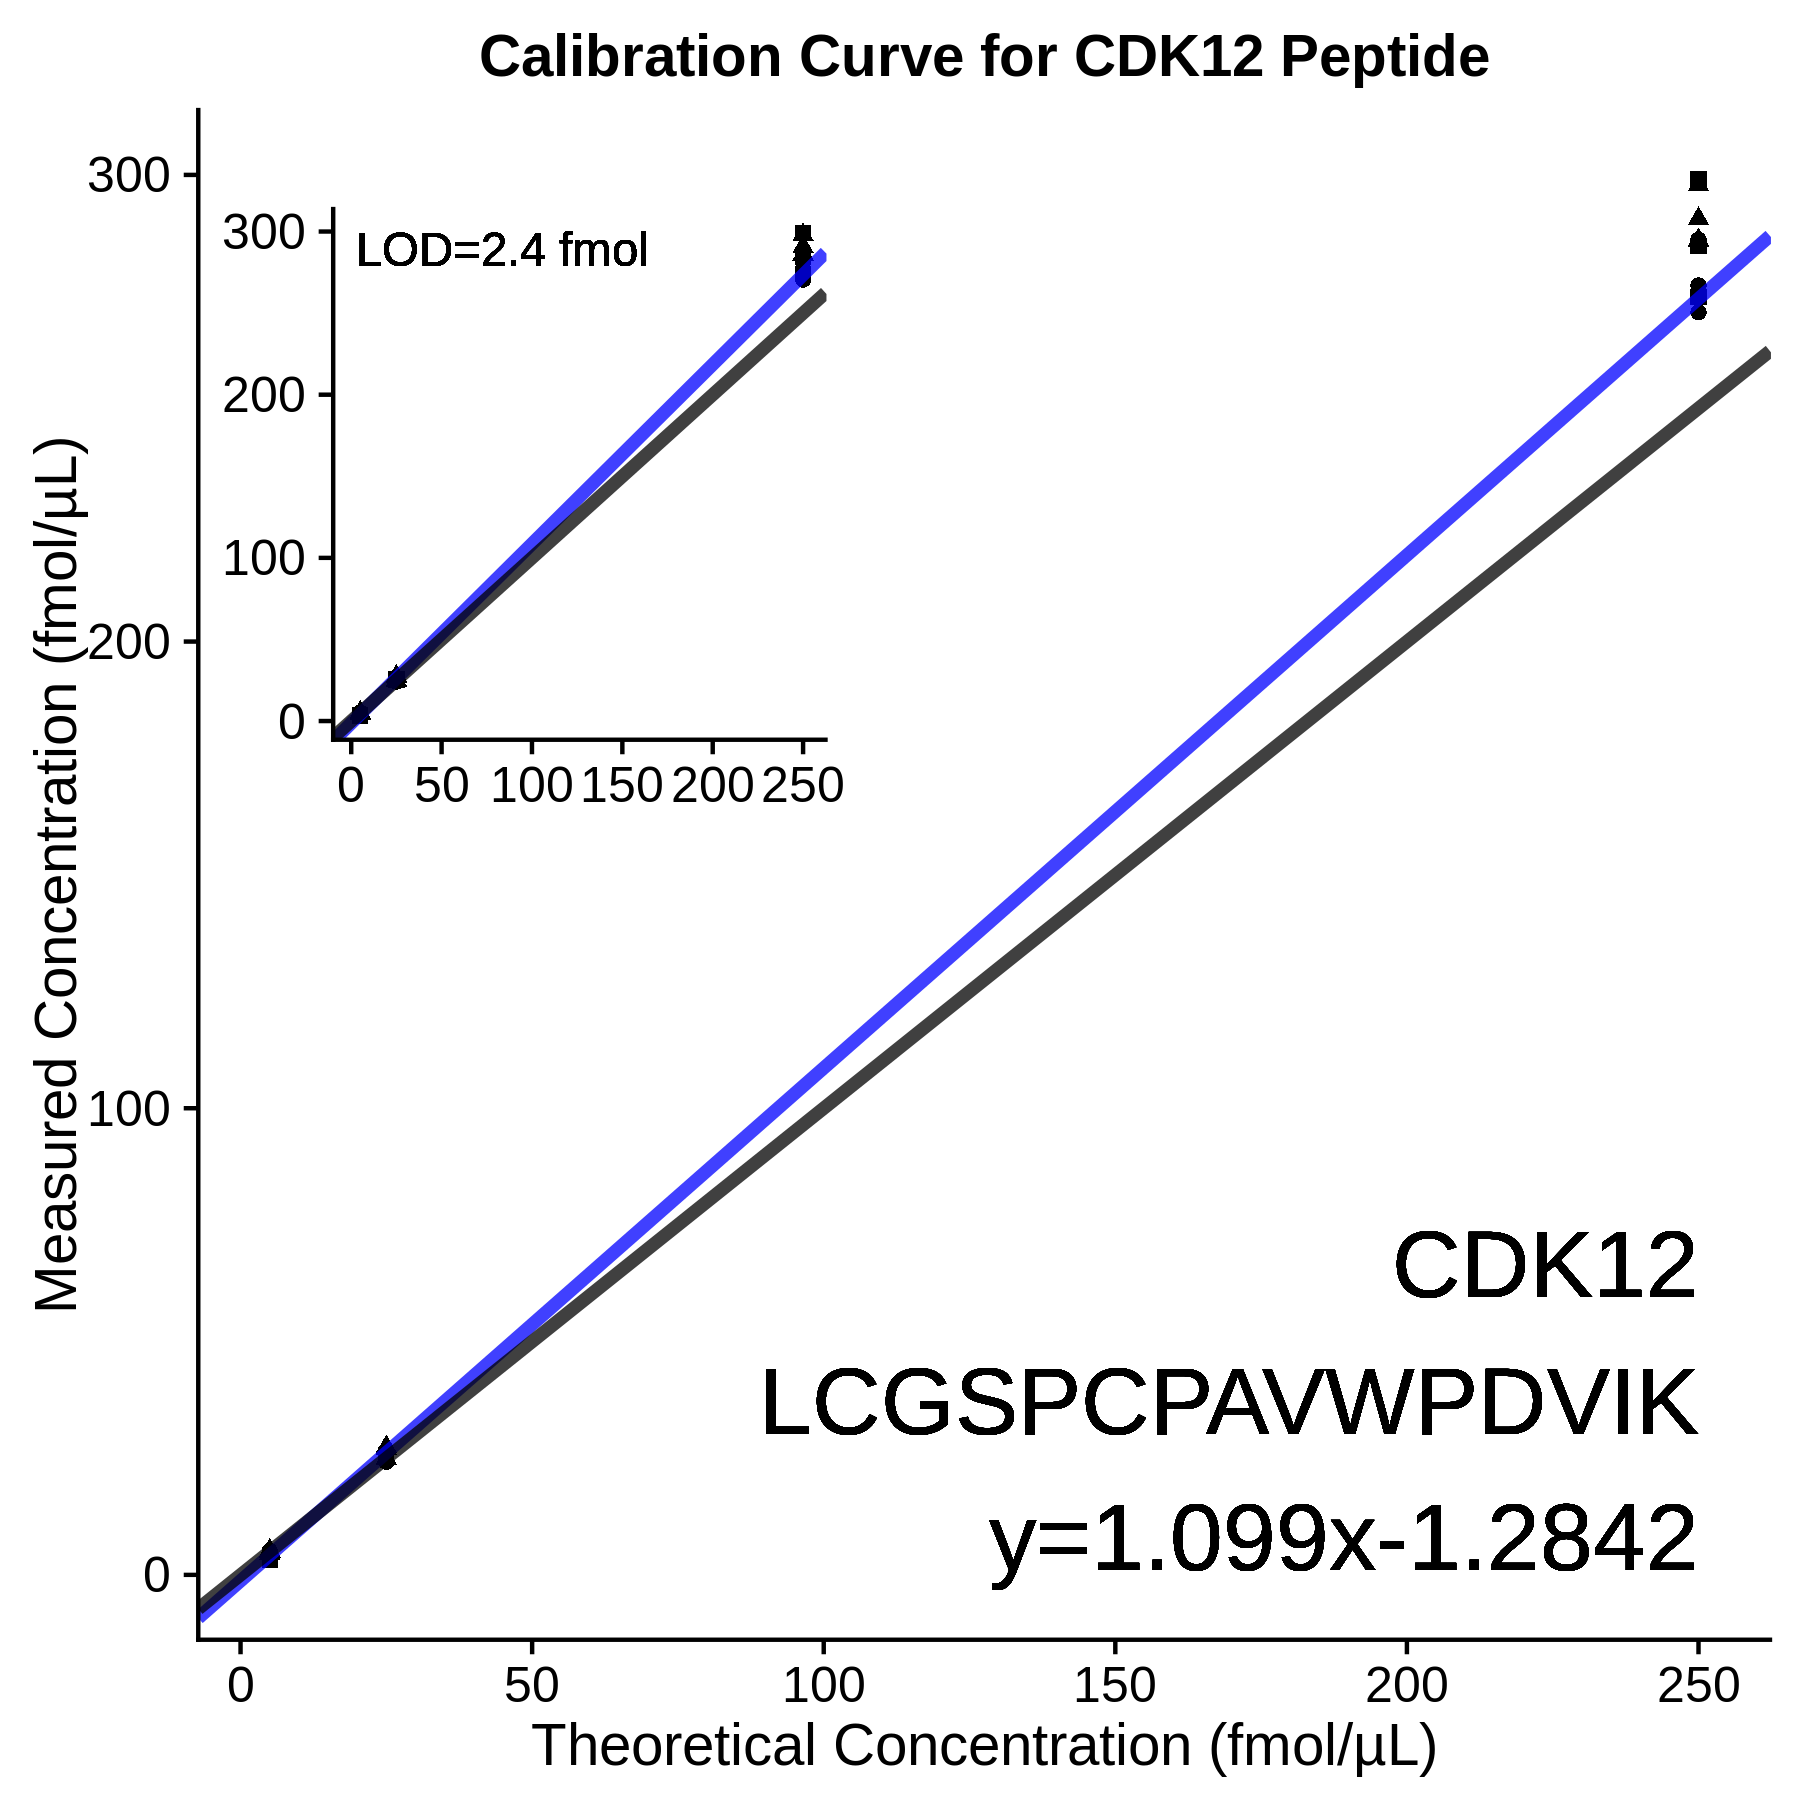 Calibration Curve for CDK12 Peptide
Measured Concentration (fmol/µL)
300
200
100
0
LOD=2.4 fmol
300
200
100
0
0 50 100 150 200 250
CDK12
LCGSPCPAVWPDVIK
y=1.099x-1.2842
0 50 100 150 200 250
Theoretical Concentration (fmol/µL)